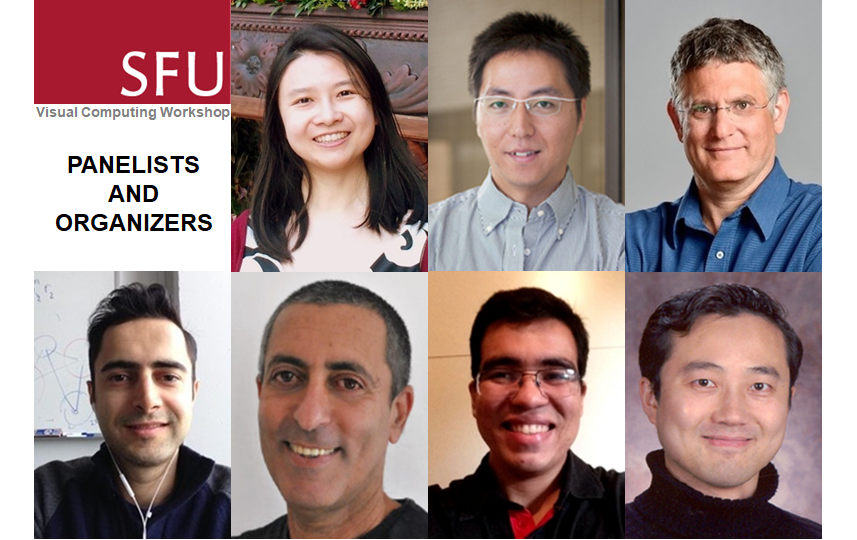 SFU
Visual Computing Workshop
PANELISTS
AND
ORGANIZERS